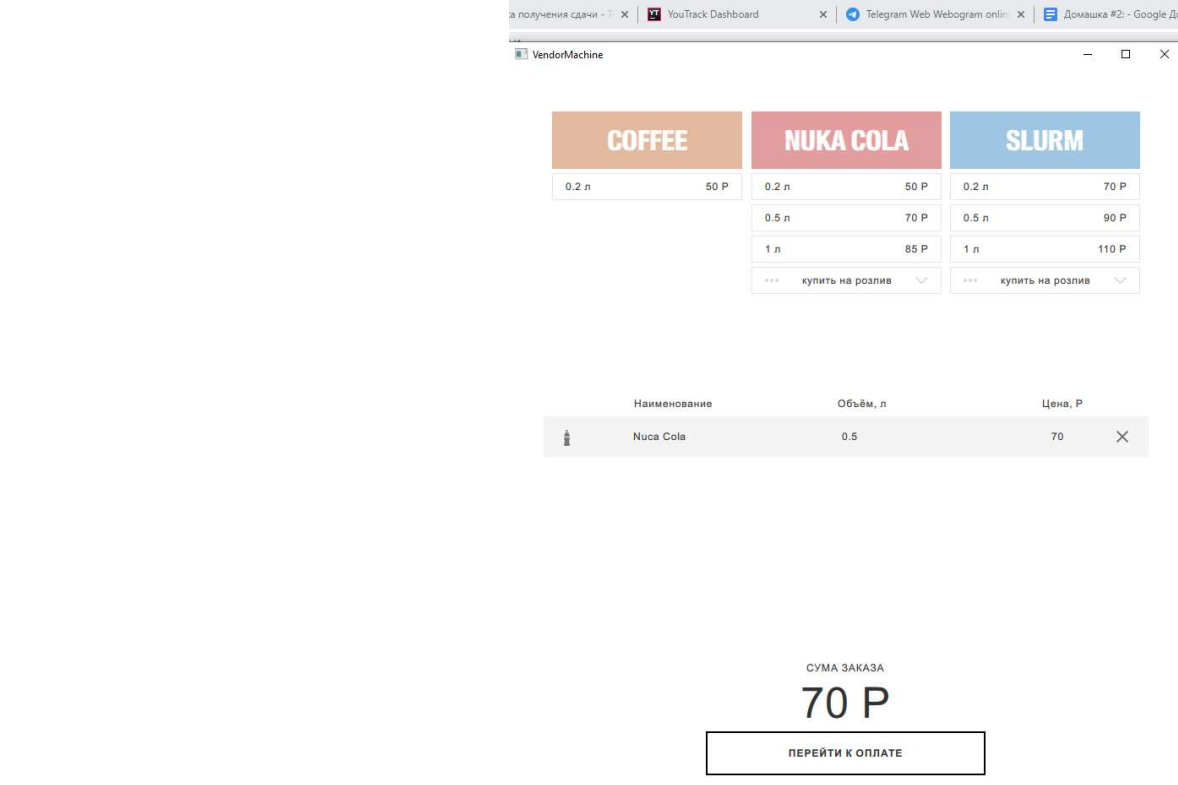 ка получения сдачи - T
YouTrack Dashboard
Telegram Web Webogram onlin
Домашка #2: - Google До
VendorMachine
COFFEE
NUKA COLA
SLURM
0.2 л 50 Р
0.2 л 50 Р
0.2 л 70 Р
0.5 л 70 Р
0.5 л 90 Р
1 л 85 Р
1 л 110 Р
купить на розлив
купить на розлив
Наименование Объём, л Цена, Р
Nuca Cola 0.5 70
СУМА ЗАКАЗА
70 Р
ПЕРЕЙТИ К ОПЛАТЕ